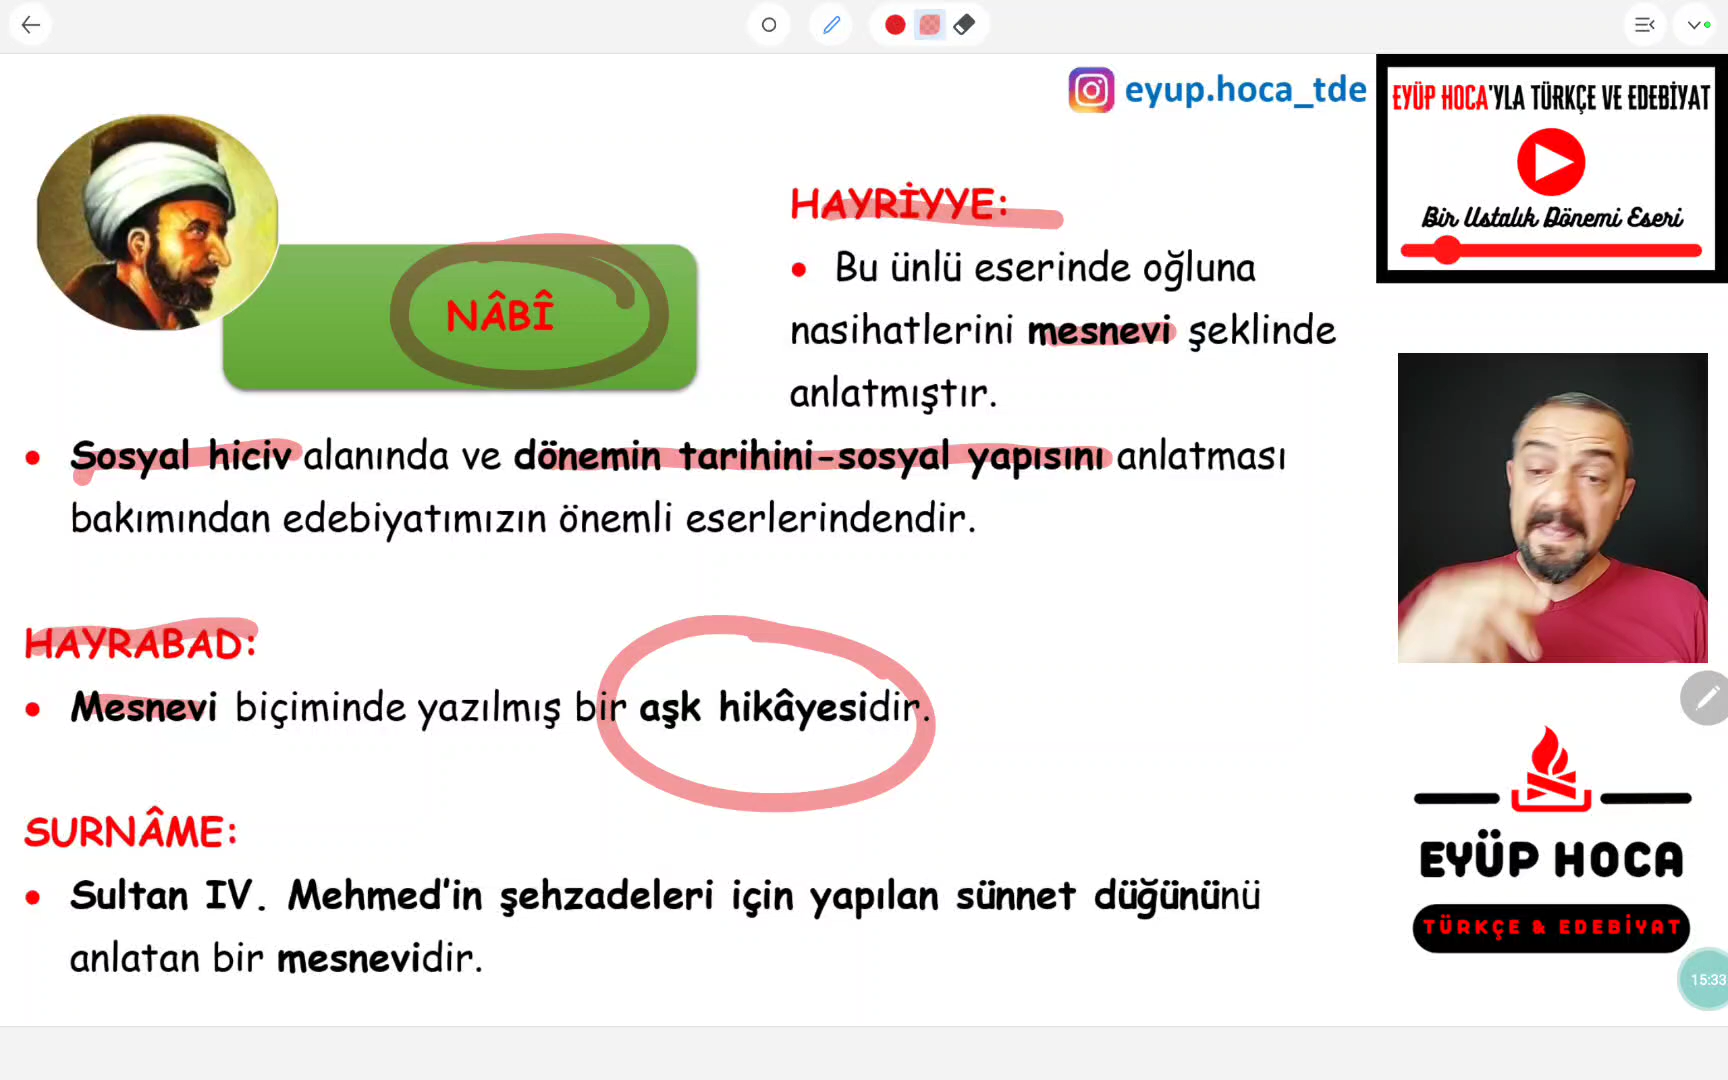 eyup.hoca_tde
EYÜP HOCA'YLA TÜRKÇE VE EDEBİYAT
Bir Ustalık Dönemi Eseri
NÂBÎ
HAYRİYYE:
• Bu ünlü eserinde oğluna
nasihatlerini mesnevi şeklinde
anlatmıştır.
• Sosyal hiciv alanında ve dönemin tarihini-sosyal yapısını anlatması
bakımından edebiyatımızın önemli eserlerindendir.
HAYRABAD:
• Mesnevi biçiminde yazılmış bir aşk hikâyesidir.
SURNÂME:
• Sultan IV. Mehmed'in şehzadeleri için yapılan sünnet düğününü
anlatan bir mesnevidir.
EYÜP HOCA
TÜRKÇE & EDEBİYAT
15:33